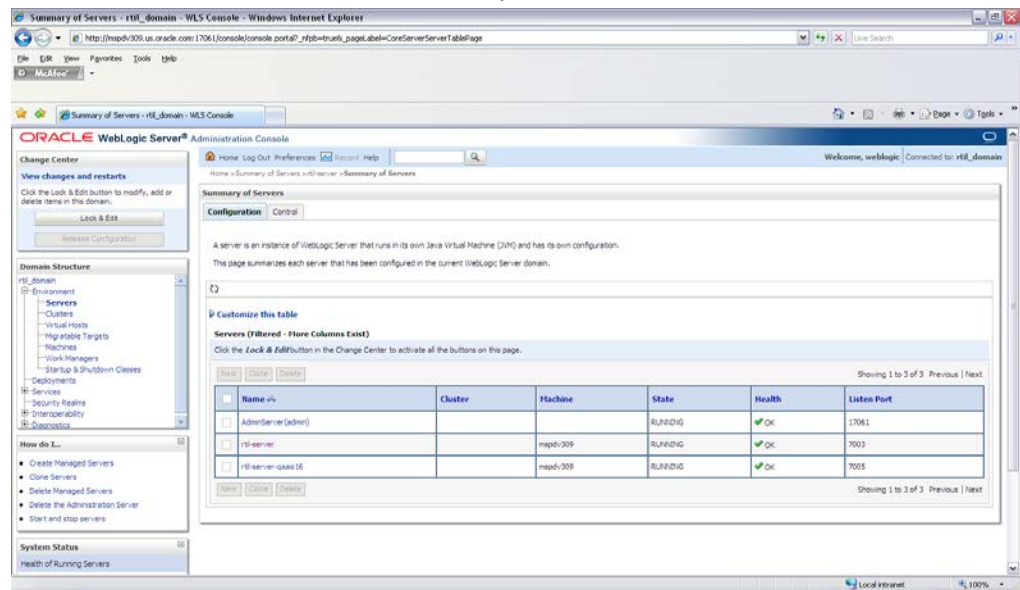 Summary of Servers - rtil_domain - WLS Console - Windows Internet Explorer
http://mspdv309.us.oracle.com:17061/console/console.portal?_nfpb=true&_pageLabel=CoreServerServerTablePage
Live Search
File Edit View Favorites Tools Help
McAfee
Summary of Servers - rtil_domain - WLS Console
Page Tools
ORACLE WebLogic Server® Administration Console
Change Center
View changes and restarts
Click the Lock & Edit button to modify, add or
delete items in this domain.
Lock & Edit
Release Configuration
Domain Structure
rtil_domain
Environment
Servers
Clusters
Virtual Hosts
Migratable Targets
Machines
Work Managers
Startup & Shutdown Classes
Deployments
Services
Security Realms
Interoperability
Diagnostics
How do I...
Create Managed Servers
Clone Servers
Delete Managed Servers
Delete the Administration Server
Start and stop servers
System Status
Health of Running Servers
Home Log Out Preferences Record Help
Welcome, weblogic Connected to: rtil_domain
Home >Summary of Servers >rtil-server >Summary of Servers
Summary of Servers
Configuration Control
A server is an instance of WebLogic Server that runs in its own Java Virtual Machine (JVM) and has its own configuration.
This page summarizes each server that has been configured in the current WebLogic Server domain.
Customize this table
Servers (Filtered - More Columns Exist)
Click the Lock & Edit button in the Change Center to activate all the buttons on this page.
New Clone Delete Showing 1 to 3 of 3 Previous | Next
Name Cluster Machine State Health Listen Port
AdminServer(admin) RUNNING OK 17061
rtil-server mspdv309 RUNNING OK 7003
rtil-server-qaais16 mspdv309 RUNNING OK 7005
New Clone Delete Showing 1 to 3 of 3 Previous | Next
Local intranet 100%